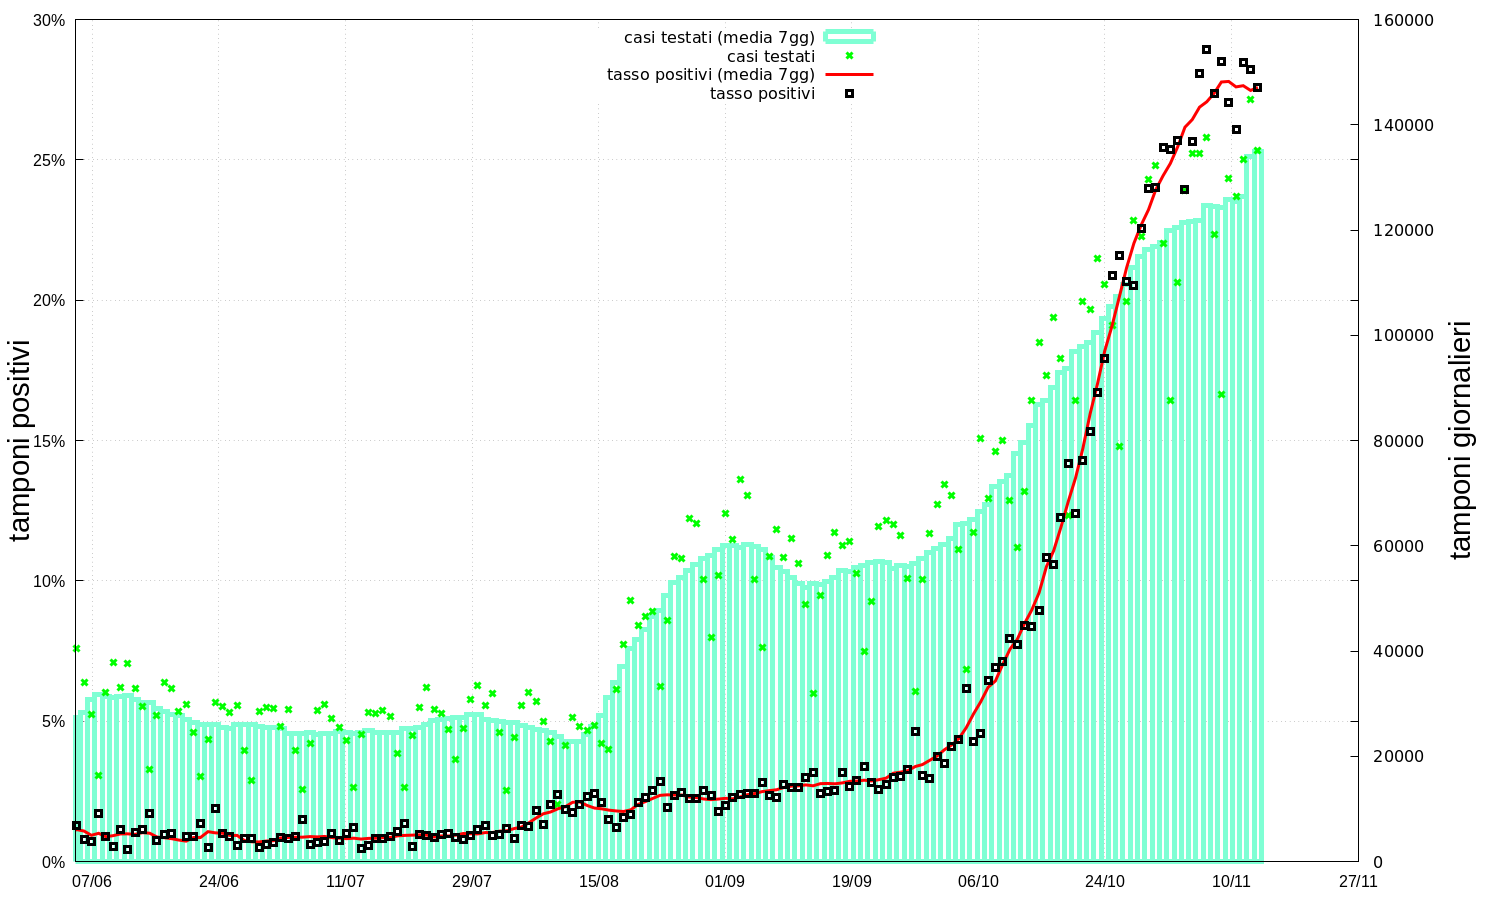 casi testati (media 7gg)
casi testati
tasso positivi (media 7gg)
tasso positivi
30%
25%
20%
15%
10%
5%
0%
tamponi positivi
160000
140000
120000
100000
80000
60000
40000
20000
0
tamponi giornalieri
07/06 24/06 11/07 29/07 15/08 01/09 19/09 06/10 24/10 10/11 27/11